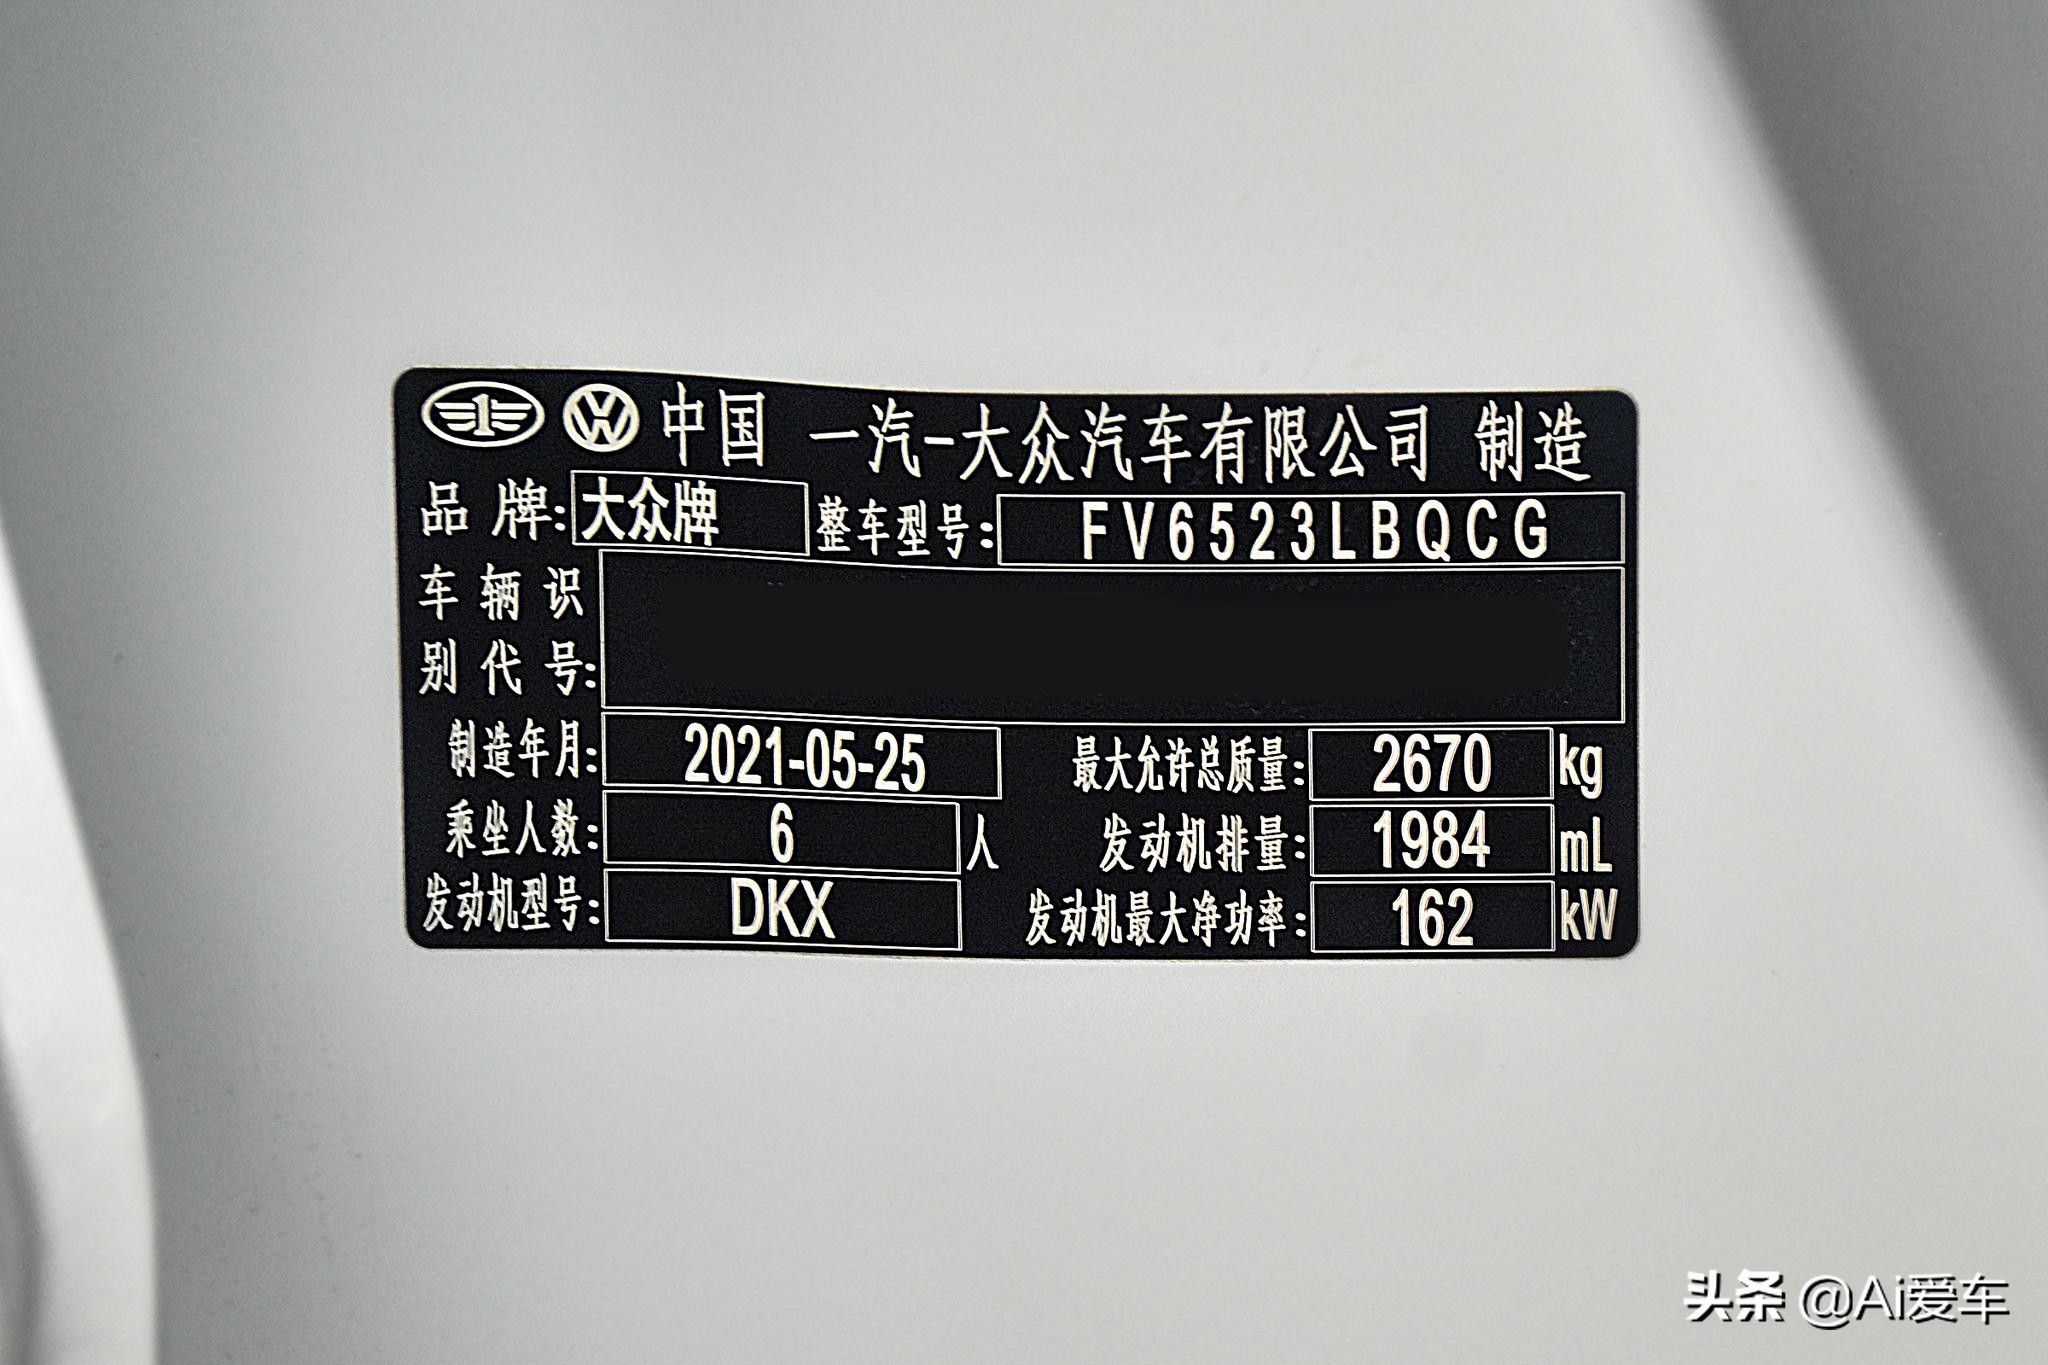 中国 一汽-大众汽车有限公司 制造
品牌:大众牌 整车型号:FV6523LBQCG
车辆识
别代号:
制造年月:2021-05-25 最大允许总质量:2670 kg
乘坐人数:6 人 发动机排量:1984 mL
发动机型号:DKX 发动机最大净功率:162 kW
头条 @Ai爱车